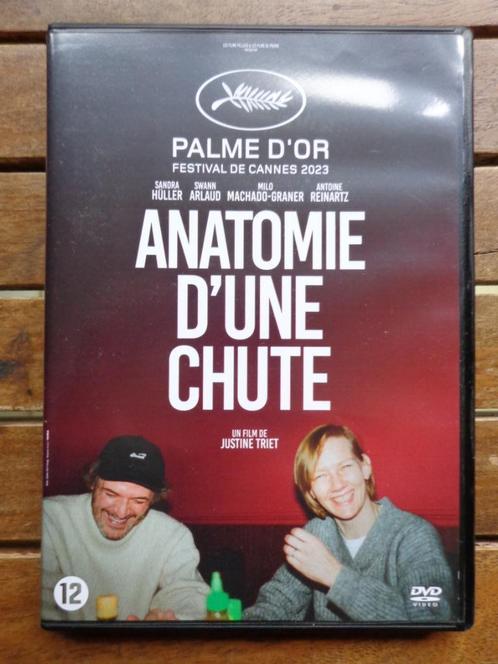 PALME D'OR
FESTIVAL DE CANNES 2023
SANDRA HÜLLER SWANN ARLAUD MILO MACHADO-GRANER ANTOINE REINARTZ
ANATOMIE
D'UNE
CHUTE
UN FILM DE
JUSTINE TRIET
12
DVD
VIDEO